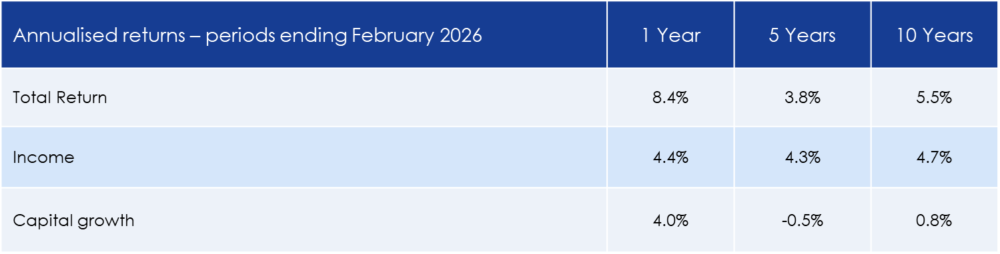 Annualised returns – periods ending February 2026 1 Year 5 Years 10 Years
Total Return 8.4% 3.8% 5.5%
Income 4.4% 4.3% 4.7%
Capital growth 4.0% -0.5% 0.8%